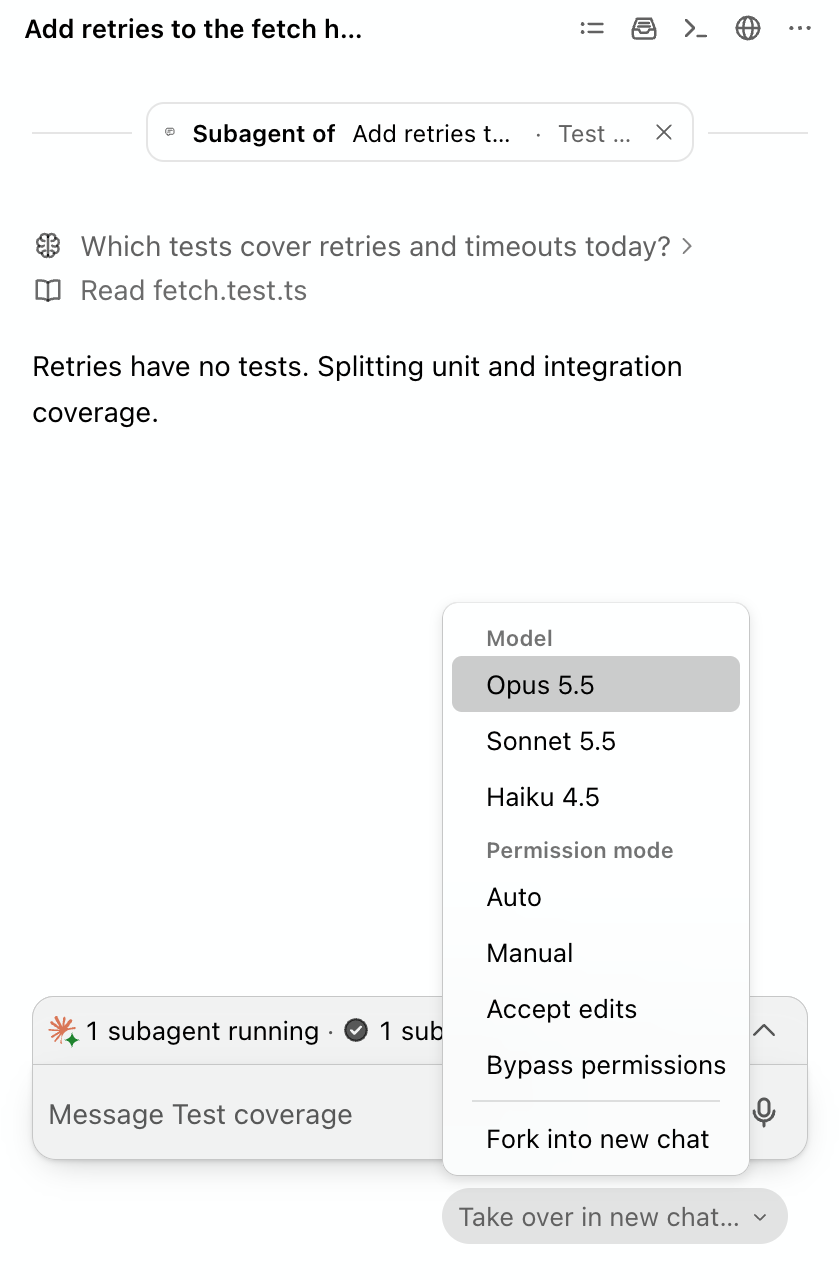 Add retries to the fetch h...
Subagent of Add retries t... · Test ...
Which tests cover retries and timeouts today?
Read fetch.test.ts
Retries have no tests. Splitting unit and integration
coverage.
Model
Opus 5.5
Sonnet 5.5
Haiku 4.5
Permission mode
Auto
Manual
Accept edits
Bypass permissions
Fork into new chat
1 subagent running · 1 sub
Message Test coverage
Take over in new chat...